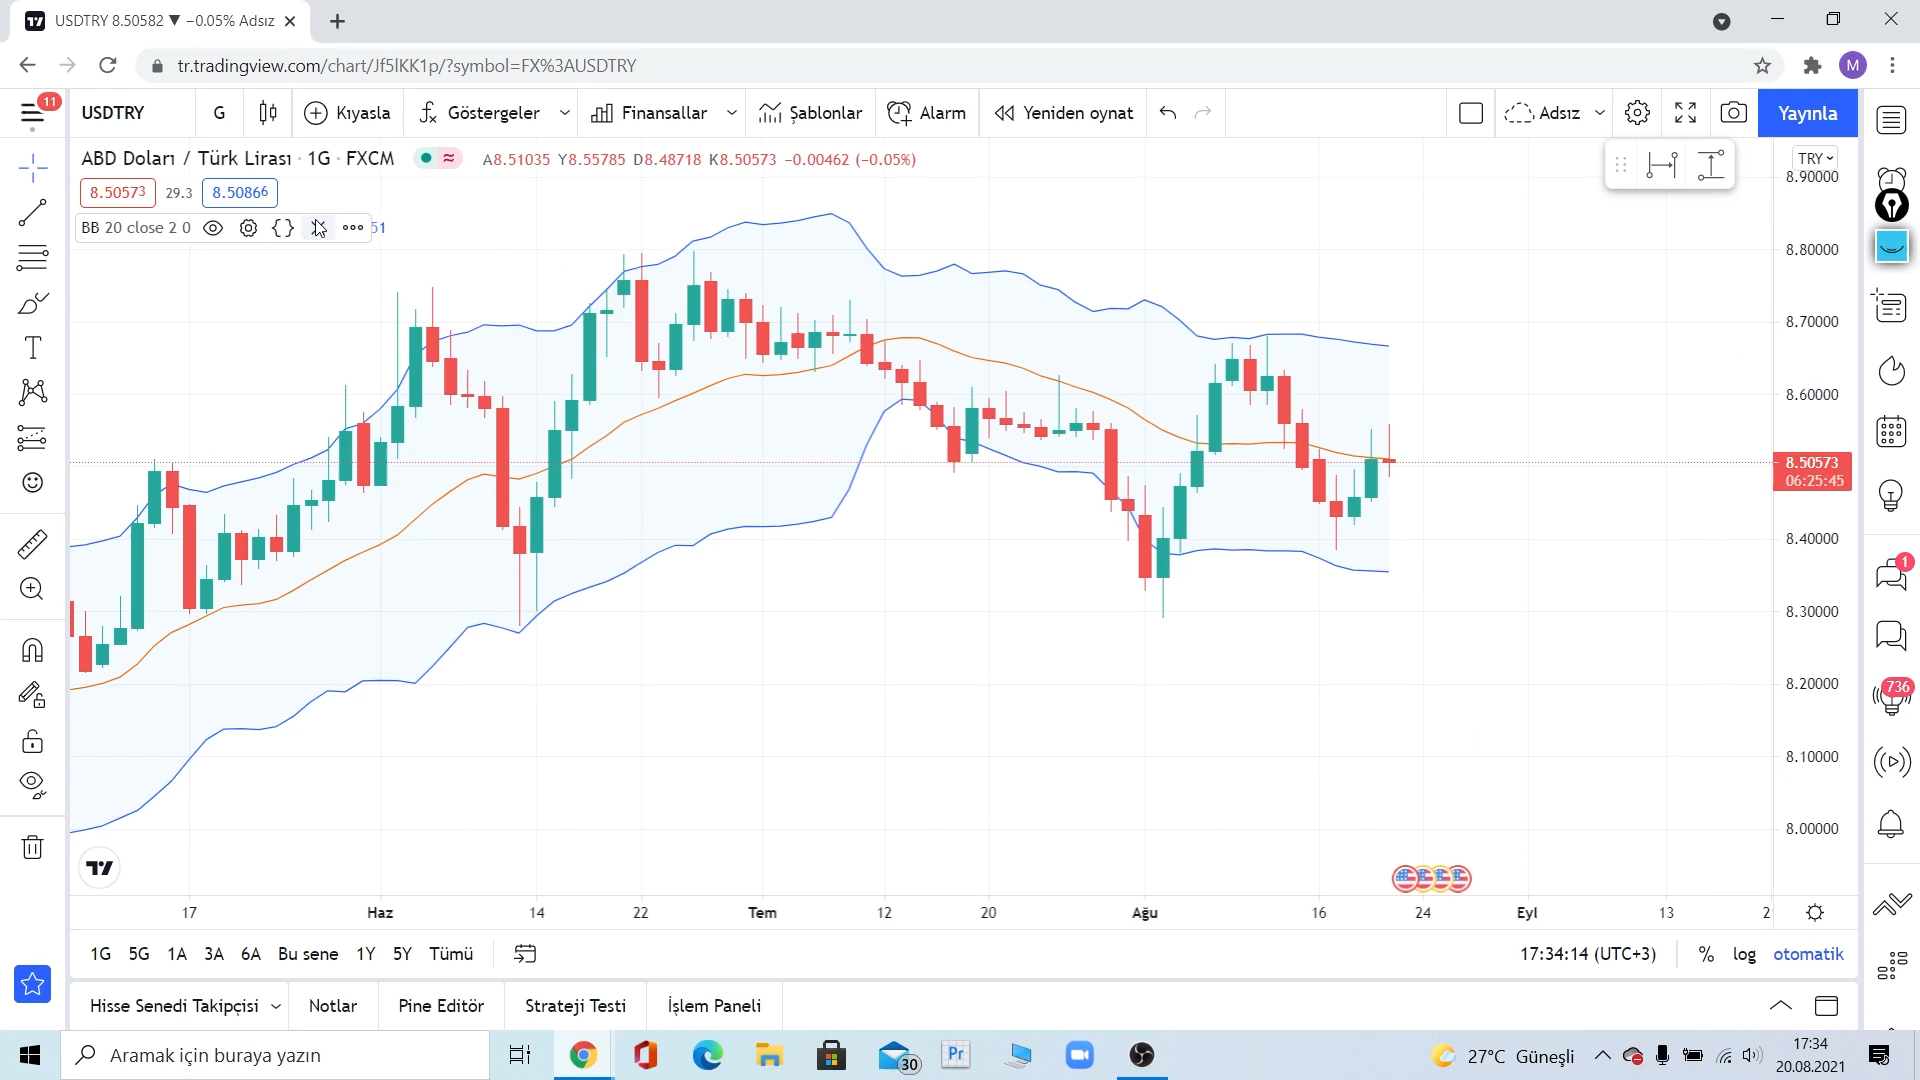 USDTRY 8.50582 ▼ −0.05% Adsız
tr.tradingview.com/chart/Jf5lKK1p/?symbol=FX%3AUSDTRY
M
11
USDTRY
G
Kıyasla
Göstergeler
Finansallar
Şablonlar
Alarm
Yeniden oynat
Adsız
Yayınla
ABD Doları / Türk Lirası · 1G · FXCM
A8.51035 Y8.55785 D8.48718 K8.50573 −0.00462 (−0.05%)
TRY
8.50573
29.3
8.50866
BB 20 close 2 0
51
8.90000
8.80000
8.70000
8.60000
8.50573
06:25:45
8.40000
8.30000
8.20000
8.10000
8.00000
1
736
17
Haz
14
22
Tem
12
20
Ağu
16
24
Eyl
13
1G
5G
1A
3A
6A
Bu sene
1Y
5Y
Tümü
17:34:14 (UTC+3)
%
log
otomatik
Hisse Senedi Takipçisi
Notlar
Pine Editör
Strateji Testi
İşlem Paneli
Aramak için buraya yazın
30
Pr
27°C Güneşli
17:34
20.08.2021